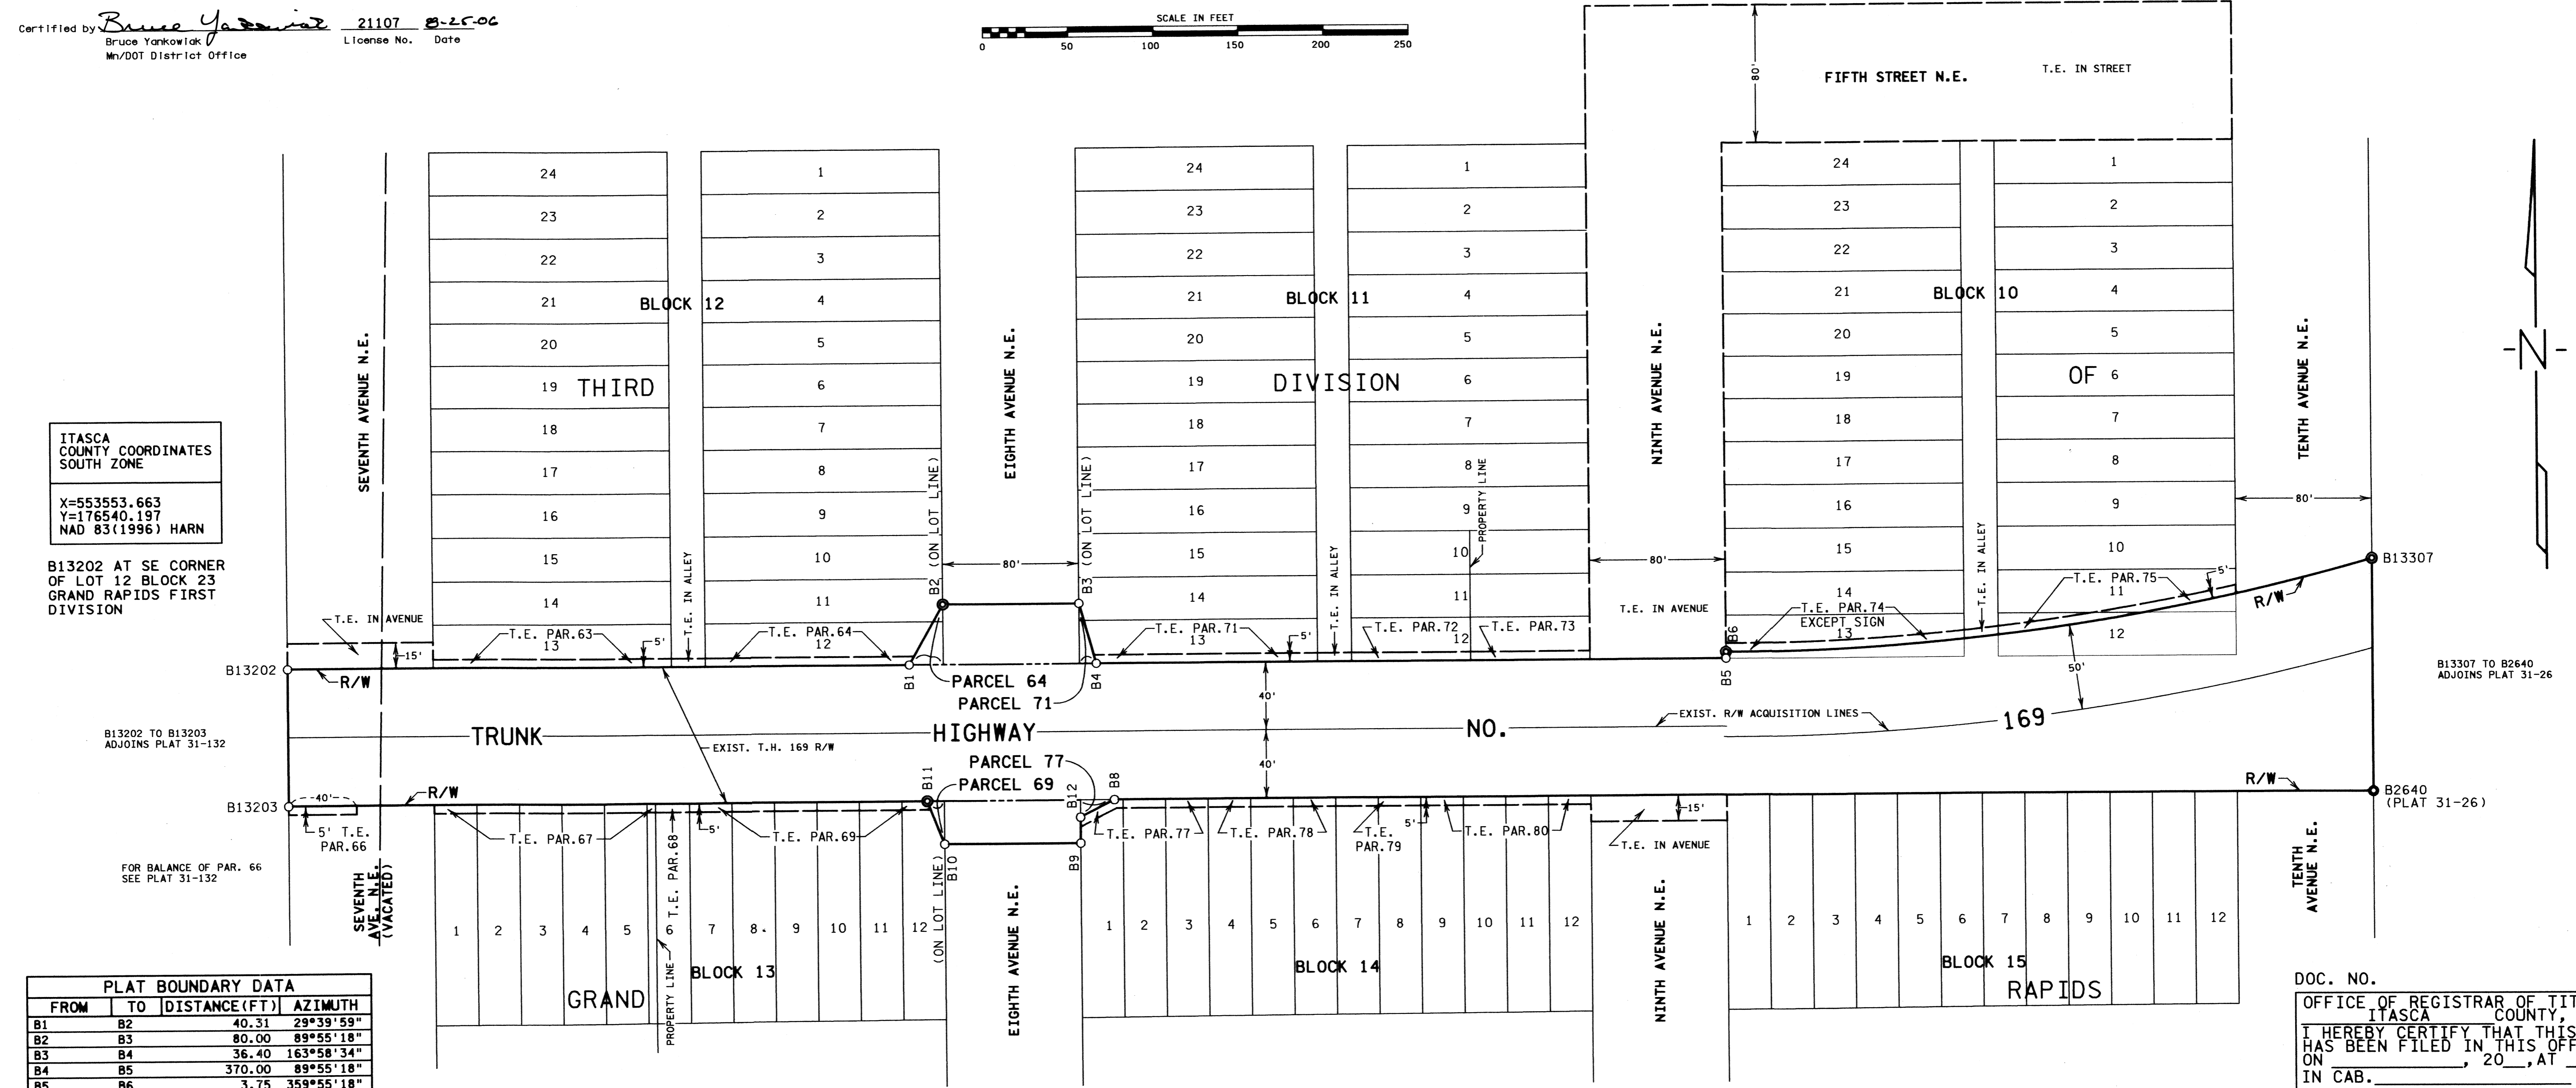 Certified by Bruce Yankowiak 21107 8-25-06
Bruce Yankowiak License No. Date
Mn/DOT District Office
SCALE IN FEET
0 50 100 150 200 250
80'
FIFTH STREET N.E.
T.E. IN STREET
SEVENTH AVENUE N.E.
24
23
22
21
20
19
18
17
16
15
14
13
BLOCK 12
THIRD
1
2
3
4
5
6
7
8
9
10
11
12
T.E. IN ALLEY
T.E. IN AVENUE
15'
T.E. PAR.63
5'
T.E. PAR.64
EIGHTH AVENUE N.E.
B2 (ON LOT LINE)
B3 (ON LOT LINE)
80'
24
23
22
21
20
19
18
17
16
15
14
13
BLOCK 11
DIVISION
1
2
3
4
5
6
7
8
9
10
11
12
PROPERTY LINE
T.E. IN ALLEY
T.E. PAR.71
5'
T.E. PAR.72
T.E. PAR.73
NINTH AVENUE N.E.
80'
T.E. IN AVENUE
24
23
22
21
20
19
18
17
16
15
14
13
BLOCK 10
OF
1
2
3
4
5
6
7
8
9
10
11
12
T.E. IN ALLEY
T.E. PAR.74
EXCEPT SIGN
T.E. PAR.75
5'
TENTH AVENUE N.E.
80'
R/W
B13307
-N-
ITASCA
COUNTY COORDINATES
SOUTH ZONE
X=553553.663
Y=176540.197
NAD 83(1996) HARN
B13202 AT SE CORNER
OF LOT 12 BLOCK 23
GRAND RAPIDS FIRST
DIVISION
B13202
R/W
B1
PARCEL 64
PARCEL 71
B4
B6
B5
40'
50'
B13307 TO B2640
ADJOINS PLAT 31-26
B13202 TO B13203
ADJOINS PLAT 31-132
TRUNK HIGHWAY NO. 169
EXIST. T.H. 169 R/W
EXIST. R/W ACQUISITION LINES
PARCEL 77
PARCEL 69
40'
B11
B12
B8
B13203
40'
R/W
R/W
B2640
(PLAT 31-26)
5' T.E.
PAR.66
T.E. PAR.67
T.E. PAR.68
5'
T.E. PAR.69
B10
(ON LOT LINE)
B9
T.E. PAR.77
T.E. PAR.78
T.E.
PAR.79
5'
T.E. PAR.80
15'
T.E. IN AVENUE
FOR BALANCE OF PAR. 66
SEE PLAT 31-132
SEVENTH
AVE. N.E.
(VACATED)
1 2 3 4 5 6 7 8. 9 10 11 12
PROPERTY LINE
BLOCK 13
GRAND
EIGHTH AVENUE N.E.
1 2 3 4 5 6 7 8 9 10 11 12
BLOCK 14
NINTH AVENUE N.E.
1 2 3 4 5 6 7 8 9 10 11 12
BLOCK 15
RAPIDS
TENTH
AVENUE N.E.
PLAT BOUNDARY DATA
FROM TO DISTANCE(FT) AZIMUTH
B1 B2 40.31 29°39'59"
B2 B3 80.00 89°55'18"
B3 B4 36.40 163°58'34"
B4 B5 370.00 89°55'18"
B5 B6 3.75 359°55'18"
DOC. NO.
OFFICE OF REGISTRAR OF TIT
ITASCA COUNTY,
I HEREBY CERTIFY THAT THIS
HAS BEEN FILED IN THIS OFF
ON ____, 20__,AT
IN CAB.